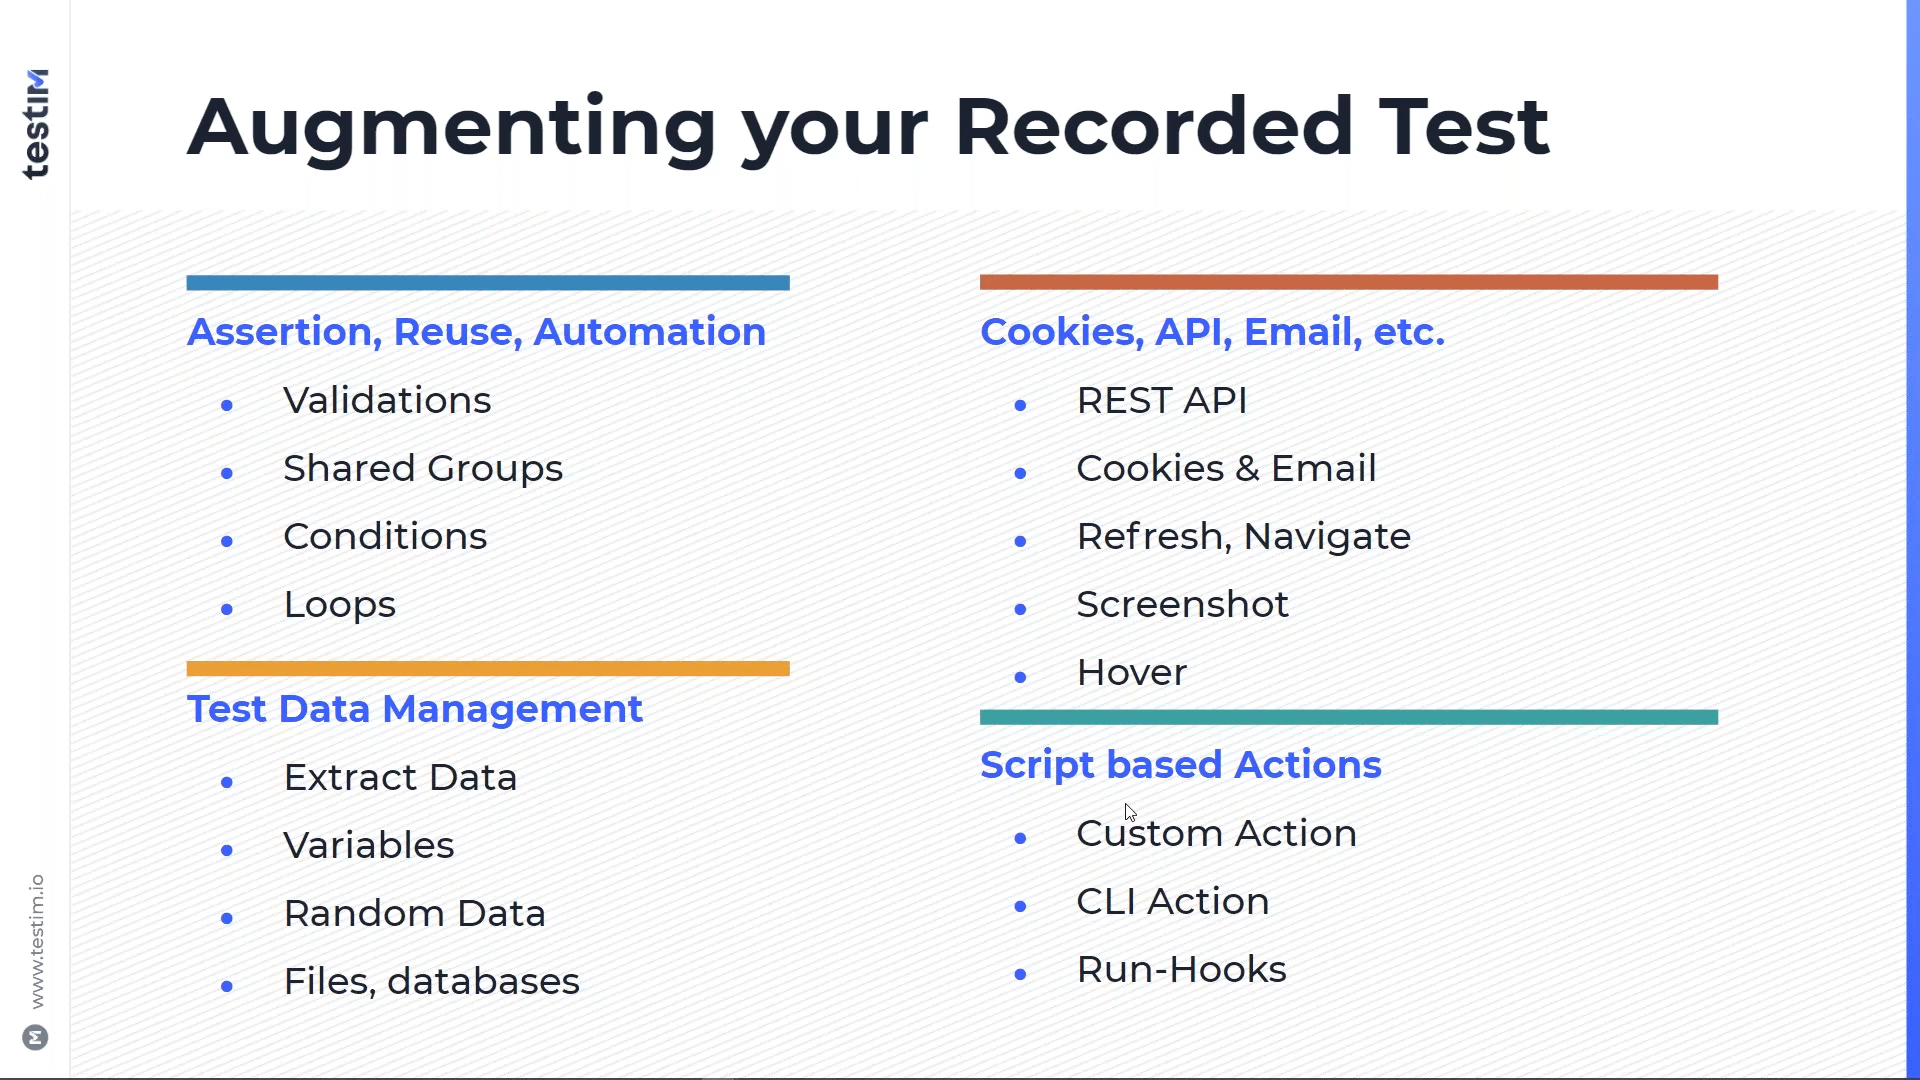 testim
Augmenting your Recorded Test
Assertion, Reuse, Automation
Validations
Shared Groups
Conditions
Loops
Test Data Management
Extract Data
Variables
Random Data
Files, databases
Cookies, API, Email, etc.
REST API
Cookies & Email
Refresh, Navigate
Screenshot
Hover
Script based Actions
Custom Action
CLI Action
Run-Hooks
www.testim.io
M